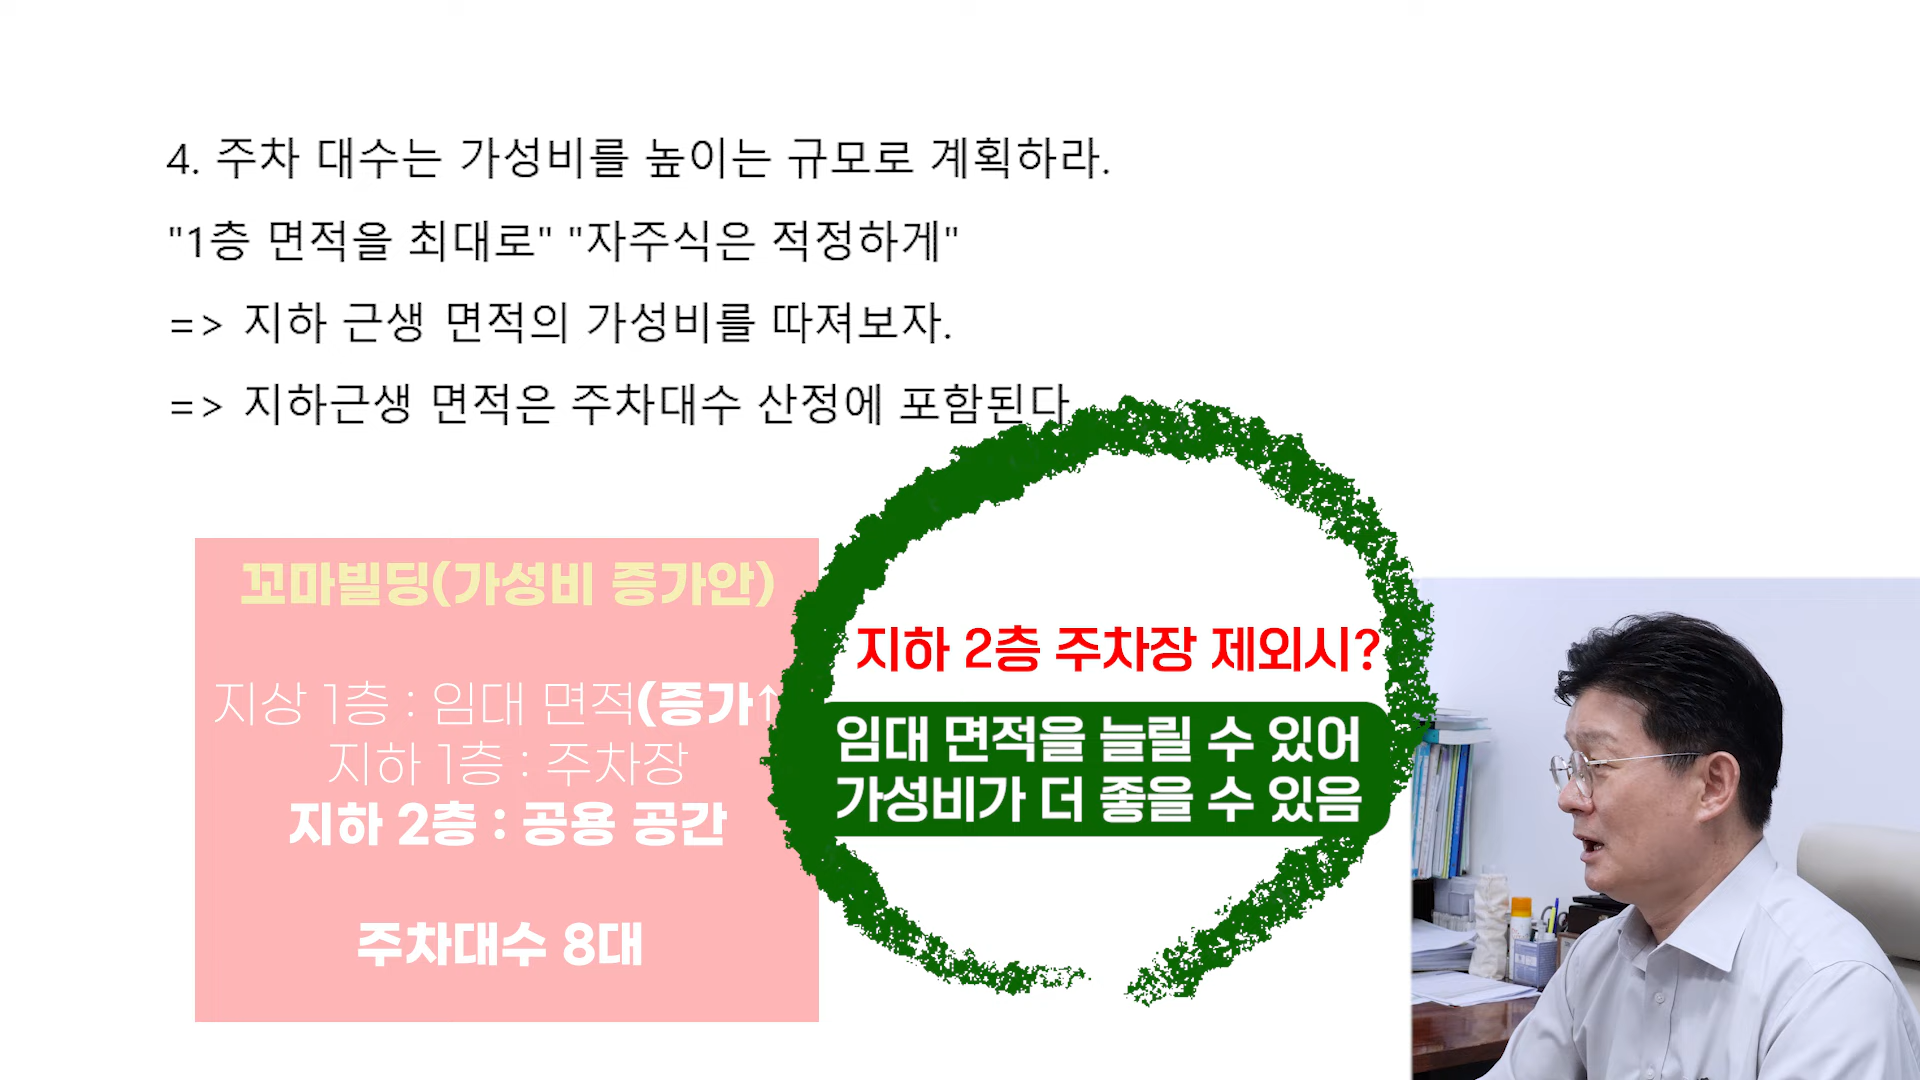 4. 주차 대수는 가성비를 높이는 규모로 계획하라.
"1층 면적을 최대로" "자주식은 적정하게"
=> 지하 근생 면적의 가성비를 따져보자.
=> 지하근생 면적은 주차대수 산정에 포함된다
꼬마빌딩(가성비 증가안)
지상 1층 : 임대 면적(증가↑
지하 1층 : 주차장
지하 2층 : 공용 공간
주차대수 8대
지하 2층 주차장 제외시?
임대 면적을 늘릴 수 있어
가성비가 더 좋을 수 있음